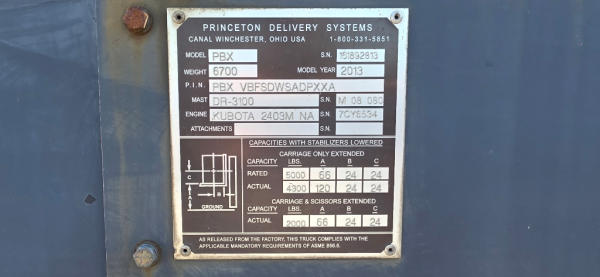 PRINCETON DELIVERY SYSTEMS
CANAL WINCHESTER, OHIO USA 1-800-331-5851
MODEL PBX S.N. 151892813
WEIGHT 6700 MODEL YEAR 2013
P.I.N. PBX VBFSDWSADPXXA
MAST DR-3100 S.N. M 08 080
ENGINE KUBOTA 2403M NA S.N. 7CY6534
ATTACHMENTS S.N.
CAPACITIES WITH STABILIZERS LOWERED
CARRIAGE ONLY EXTENDED
CAPACITY LBS. A B C
RATED 5000 66 24 24
ACTUAL 4300 120 24 24
CARRIAGE & SCISSORS EXTENDED
CAPACITY LBS. A B C
ACTUAL 2000 66 24 24
C
B
A
GROUND
AS RELEASED FROM THE FACTORY, THIS TRUCK COMPLIES WITH THE
APPLICABLE MANDATORY REQUIREMENTS OF ASME B56.6.